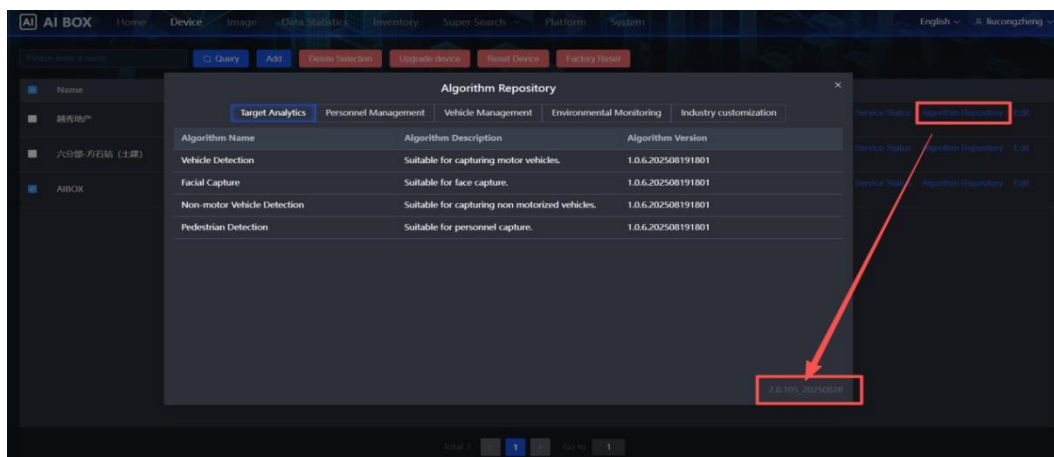 AI AI BOX Home Device Image Data Statistics Inventory Super Search Platform System English liucongzheng
Please enter a name Query Add Delete Selection Upgrade device Reset Device Factory Reset
Name
Algorithm Repository
Target Analytics Personnel Management Vehicle Management Environmental Monitoring Industry customization
越秀地产 Service Status Algorithm Repository Edit
Algorithm Name Algorithm Description Algorithm Version
六分部-方石站 (土建) Service Status Algorithm Repository Edit
Vehicle Detection Suitable for capturing motor vehicles. 1.0.6.202508191801
Facial Capture Suitable for face capture. 1.0.6.202508191801
AIBOX Service Status Algorithm Repository Edit
Non-motor Vehicle Detection Suitable for capturing non motorized vehicles. 1.0.6.202508191801
Pedestrian Detection Suitable for personnel capture. 1.0.6.202508191801
2.0.105_20250828
Total 3 < 1 > Go to 1